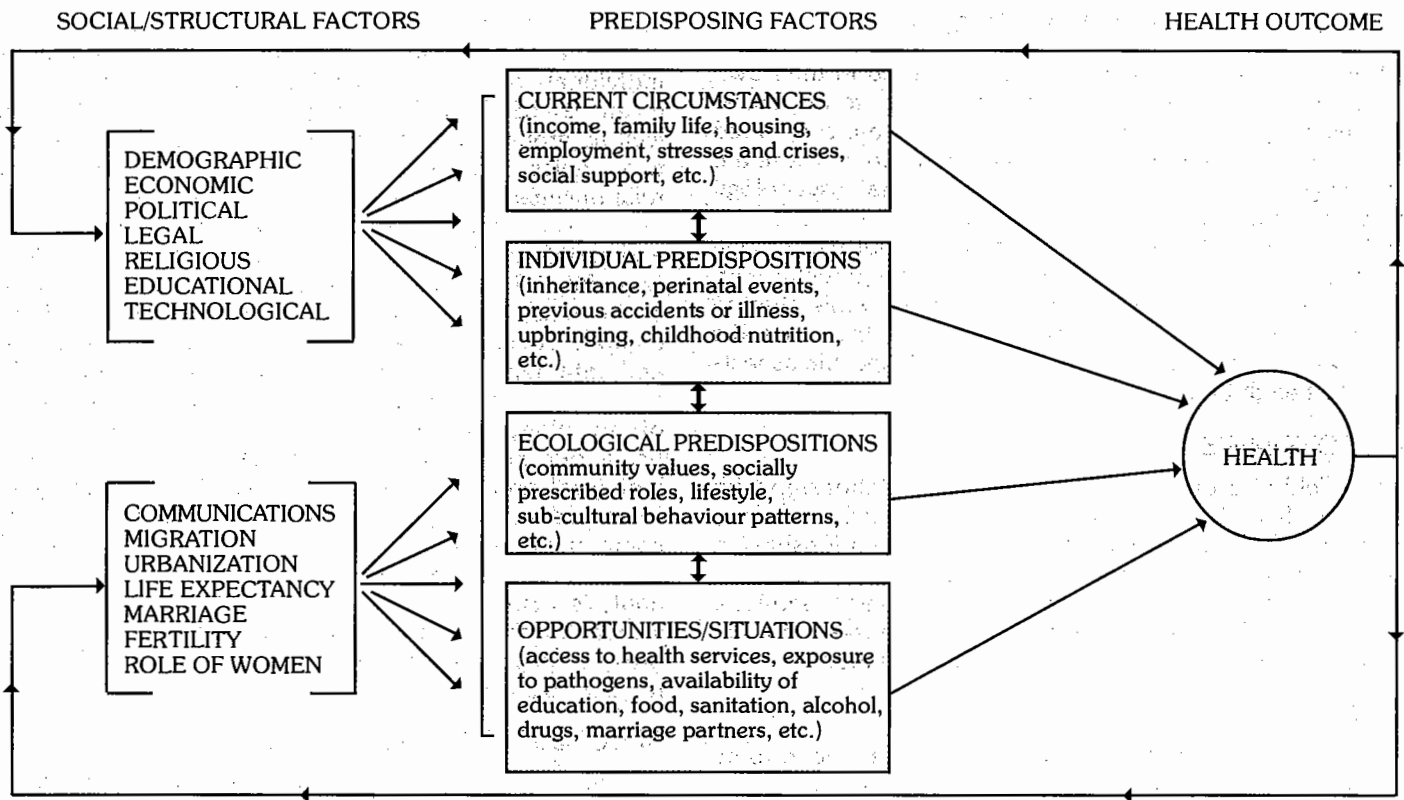 SOCIAL/STRUCTURAL FACTORS
PREDISPOSING FACTORS
HEALTH OUTCOME
DEMOGRAPHIC
ECONOMIC
POLITICAL
LEGAL
RELIGIOUS
EDUCATIONAL
TECHNOLOGICAL
COMMUNICATIONS
MIGRATION
URBANIZATION
LIFE EXPECTANCY
MARRIAGE
FERTILITY
ROLE OF WOMEN
CURRENT CIRCUMSTANCES
(income, family life, housing,
employment, stresses and crises,
social support, etc.)
INDIVIDUAL PREDISPOSITIONS
(inheritance, perinatal events,
previous accidents or illness,
upbringing, childhood nutrition,
etc.)
ECOLOGICAL PREDISPOSITIONS
(community values, socially
prescribed roles, lifestyle,
sub-cultural behaviour patterns,
etc.)
OPPORTUNITIES/SITUATIONS
(access to health services, exposure
to pathogens, availability of
education, food, sanitation, alcohol,
drugs, marriage partners, etc.)
HEALTH